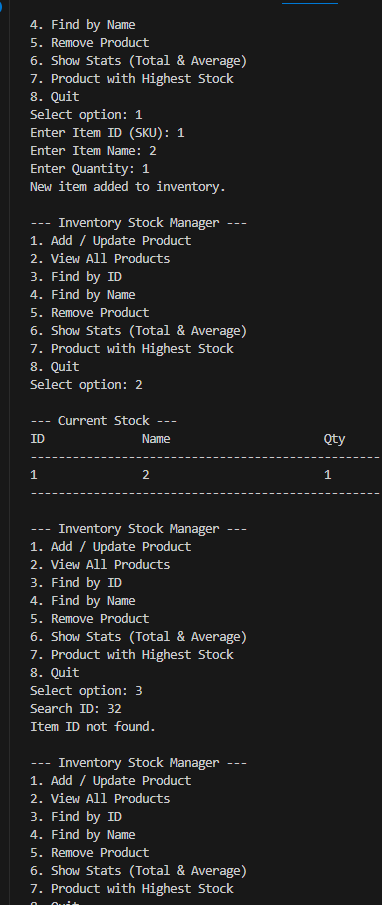 4. Find by Name
5. Remove Product
6. Show Stats (Total & Average)
7. Product with Highest Stock
8. Quit
Select option: 1
Enter Item ID (SKU): 1
Enter Item Name: 2
Enter Quantity: 1
New item added to inventory.
--- Inventory Stock Manager ---
1. Add / Update Product
2. View All Products
3. Find by ID
4. Find by Name
5. Remove Product
6. Show Stats (Total & Average)
7. Product with Highest Stock
8. Quit
Select option: 2
--- Current Stock ---
ID Name Qty
--------------------------------------------------
1 2 1
--------------------------------------------------
--- Inventory Stock Manager ---
1. Add / Update Product
2. View All Products
3. Find by ID
4. Find by Name
5. Remove Product
6. Show Stats (Total & Average)
7. Product with Highest Stock
8. Quit
Select option: 3
Search ID: 32
Item ID not found.
--- Inventory Stock Manager ---
1. Add / Update Product
2. View All Products
3. Find by ID
4. Find by Name
5. Remove Product
6. Show Stats (Total & Average)
7. Product with Highest Stock